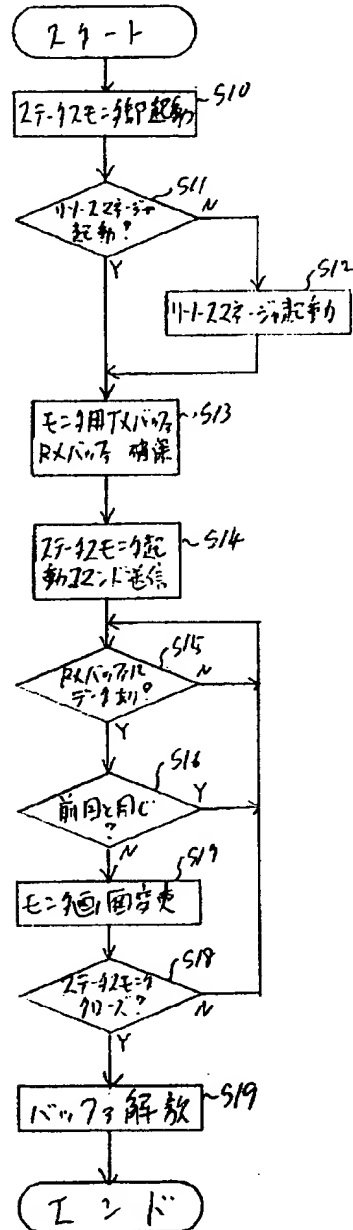 スタート
ステータスモニタ部起動
S10
リソースマネージャ
起動?
S11
N
Y
リソースマネージャ起動
S12
モニタ用TXバッファ
RXバッファ 確保
S13
ステータスモニタ起
動コマンド送信
S14
RXバッファに
データあり?
S15
N
Y
前回と同じ
?
S16
Y
N
モニタ画面変更
S17
ステータスモニタ
クローズ?
S18
N
Y
バッファ解放
S19
エンド